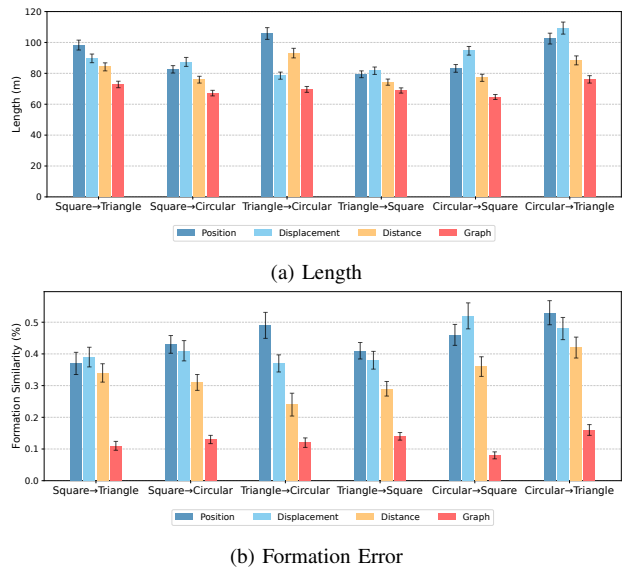 120
100
80
60
40
20
0
Length (m)
Square→Triangle Square→Circular Triangle→Circular Triangle→Square Circular→Square Circular→Triangle
Position Displacement Distance Graph
(a) Length
0.5
0.4
0.3
0.2
0.1
0.0
Formation Similarity (%)
Square→Triangle Square→Circular Triangle→Circular Triangle→Square Circular→Square Circular→Triangle
Position Displacement Distance Graph
(b) Formation Error